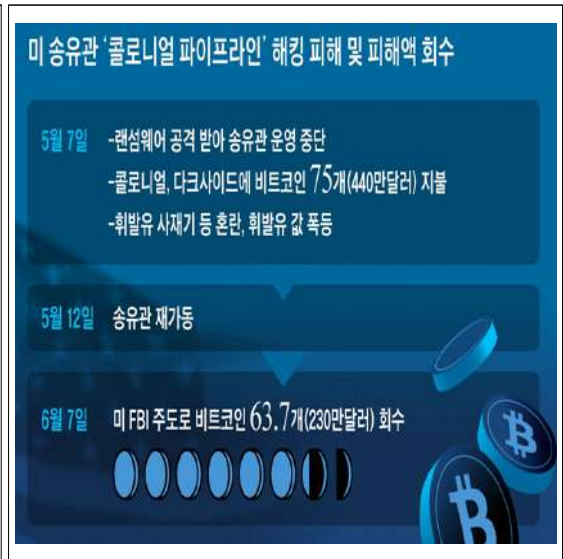 미 송유관 ‘콜로니얼 파이프라인’ 해킹 피해 및 피해액 회수
5월 7일 -랜섬웨어 공격 받아 송유관 운영 중단
-콜로니얼, 다크사이드에 비트코인 75개(440만달러) 지불
-휘발유 사재기 등 혼란, 휘발유 값 폭등
5월 12일 송유관 재가동
6월 7일 미 FBI 주도로 비트코인 63.7개(230만달러) 회수